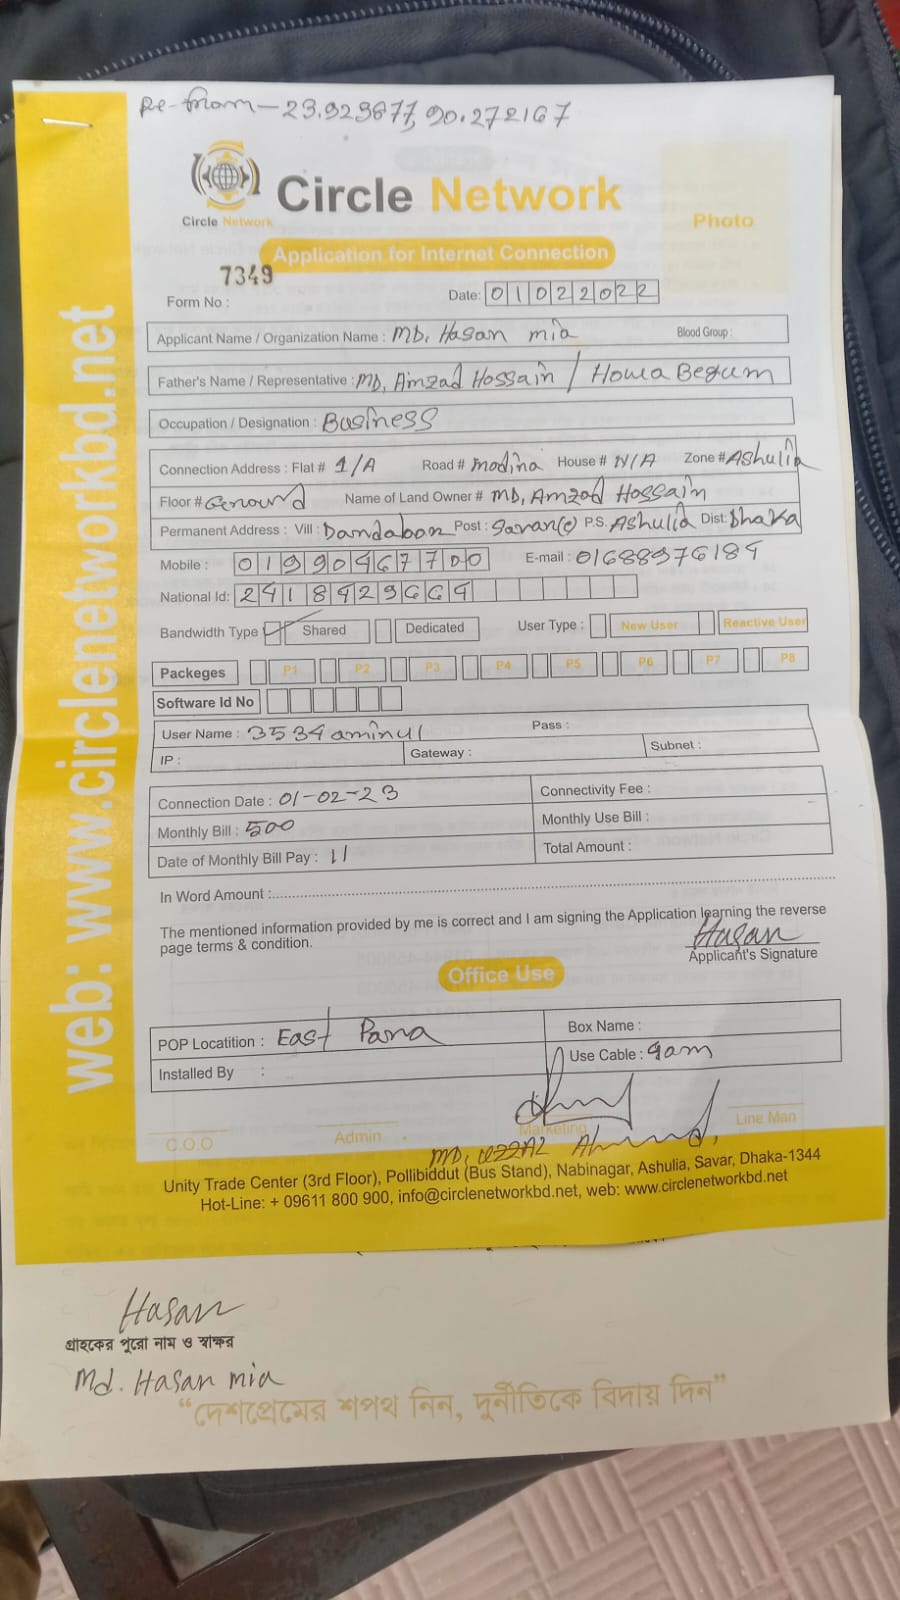 23.923877, 90.272167
Circle Network
Circle Network
Photo
Application for Internet Connection
7349
Form No :
Date: 01022022
Applicant Name / Organization Name : MD. Hasan mia Blood Group :
Father's Name / Representative : MD, Amzad Hossain / Howa Begum
Occupation / Designation : Business
Connection Address : Flat # 1/A Road # Modina House # N/A Zone # Ashulia
Floor # Ground Name of Land Owner # MD, Amzad Hossain
Permanent Address : Vill : Dandabor Post : Savar(c) P.S. Ashulia Dist: Dhaka
Mobile : 01990467700 E-mail : 01688976184
National Id: 2418429664
Bandwidth Type Shared Dedicated User Type : New User Reactive User
Packeges P1 P2 P3 P4 P5 P6 P7 P8
Software Id No
User Name : 3534aminul Pass :
IP : Gateway : Subnet :
Connection Date : 01-02-23 Connectivity Fee :
Monthly Bill : 500 Monthly Use Bill :
Date of Monthly Bill Pay : 11 Total Amount :
In Word Amount :
The mentioned information provided by me is correct and I am signing the Application learning the reverse
page terms & condition.
Hasan
Applicant's Signature
Office Use
POP Locatition : East Para Box Name :
Installed By : Use Cable :
C.O.O Admin Marketing Line Man
MD, Uzzal Ahmed,
Unity Trade Center (3rd Floor), Pollibiddut (Bus Stand), Nabinagar, Ashulia, Savar, Dhaka-1344
Hot-Line: + 09611 800 900, info@circlenetworkbd.net, web: www.circlenetworkbd.net
web: www.circlenetworkbd.net
Hasan
গ্রাহকের পুরো নাম ও স্বাক্ষর
Md. Hasan mia
“দেশপ্রেমের শপথ নিন, দুর্নীতিকে বিদায় দিন”